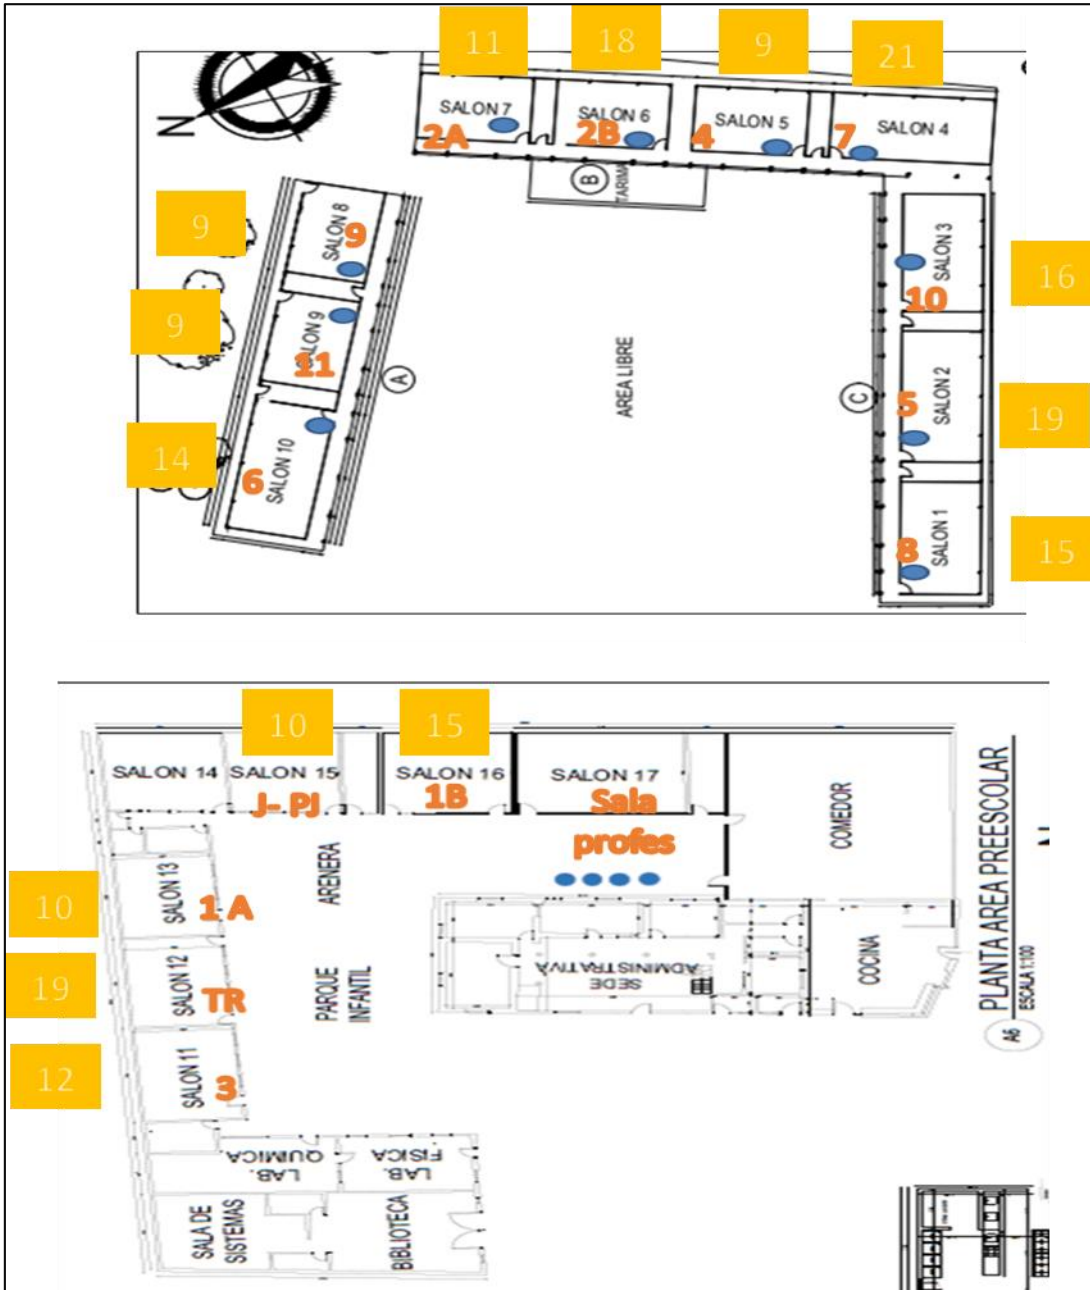 11
18
9
21
N
SALON 7
2A
SALON 6
2B
SALON 5
4
SALON 4
7
B
TARIMA
9
SALON 8
9
9
SALON 9
11
A
14
SALON 10
6
AREA LIBRE
C
SALON 3
10
16
SALON 2
5
19
SALON 1
8
15
10
15
SALON 14
SALON 15
J- PJ
SALON 16
1B
SALON 17
Sala
profes
COMEDOR
10
SALON 13
1 A
ARENERA
19
SALON 12
TR
PARQUE
INFANTIL
SEDE
ADMINISTRATIVA
COCINA
12
SALON 11
3
LAB.
QUIMICA
LAB.
FISICA
SALA DE
SISTEMAS
BIBLIOTECA
PLANTA AREA PREESCOLAR
ESCALA 1:100
A6